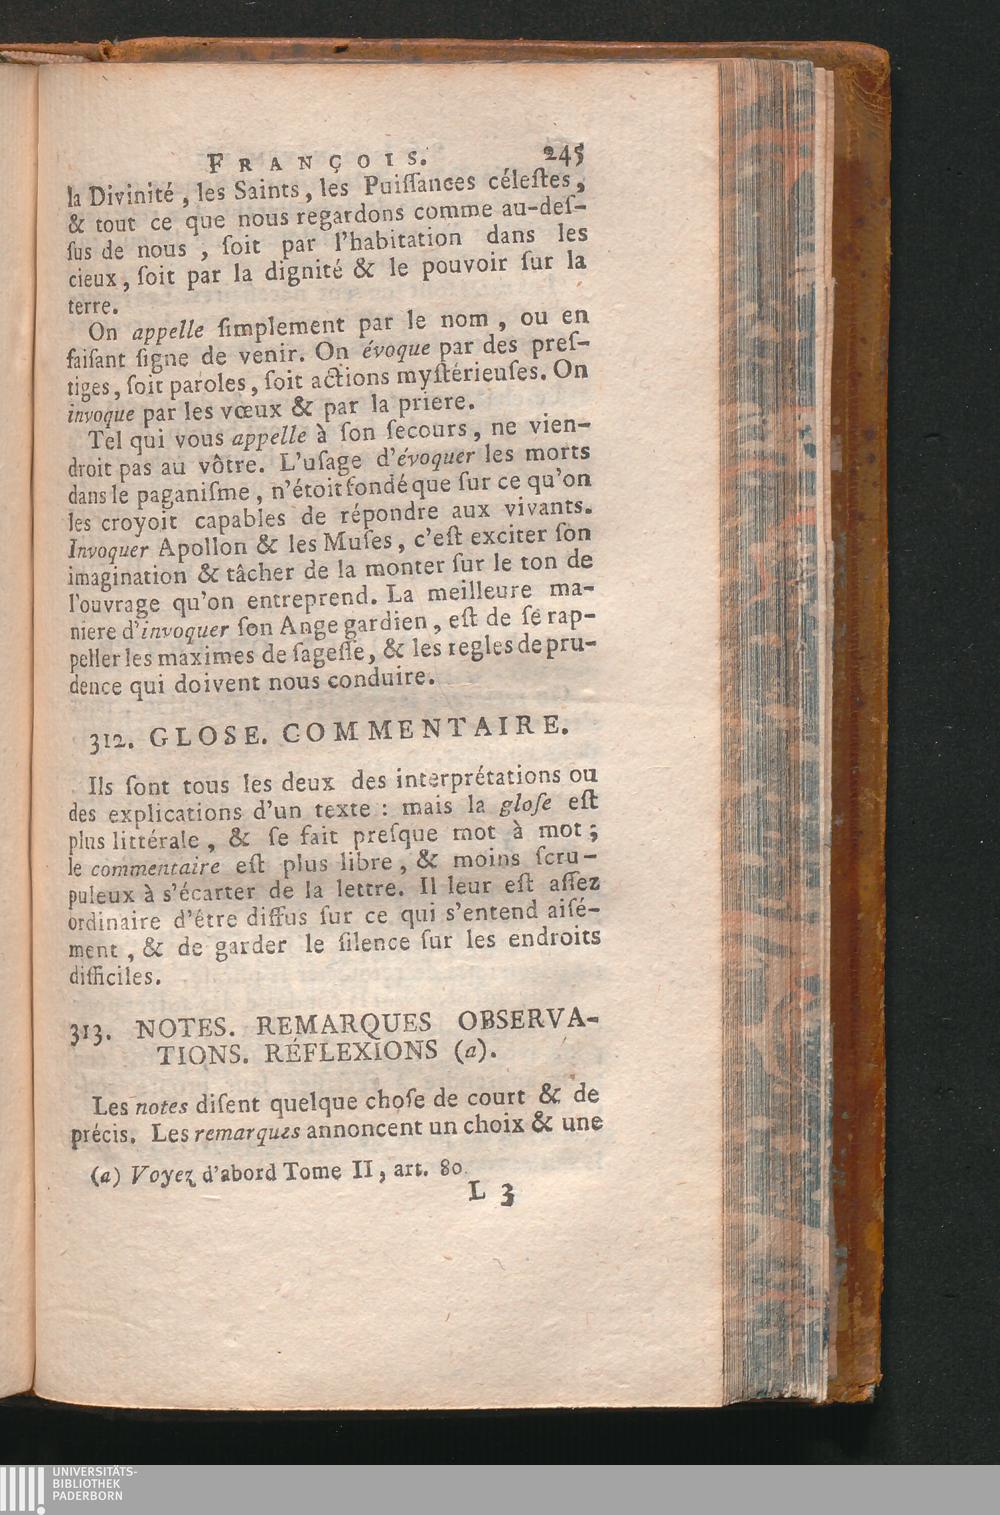 FRANÇOIS. 245
la Divinité, les Saints, les Puiſſances céleſtes,
& tout ce que nous regardons comme au-deſ-
ſus de nous, ſoit par l'habitation dans les
cieux, ſoit par la dignité & le pouvoir ſur la
terre.
On appelle ſimplement par le nom, ou en
faiſant ſigne de venir. On évoque par des preſ-
tiges, ſoit paroles, ſoit actions myſtérieuſes. On
invoque par les vœux & par la priere.
Tel qui vous appelle à ſon ſecours, ne vien-
droit pas au vôtre. L'uſage d'évoquer les morts
dans le paganiſme, n'étoit fondé que ſur ce qu'on
les croyoit capables de répondre aux vivants.
Invoquer Apollon & les Muſes, c'eſt exciter ſon
imagination & tâcher de la monter ſur le ton de
l'ouvrage qu'on entreprend. La meilleure ma-
niere d'invoquer ſon Ange gardien, eſt de ſe rap-
peller les maximes de ſageſſe, & les regles de pru-
dence qui doivent nous conduire.
312. GLOSE. COMMENTAIRE.
Ils ſont tous les deux des interprétations ou
des explications d'un texte : mais la gloſe eſt
plus littérale, & ſe fait preſque mot à mot;
le commentaire eſt plus libre, & moins ſcru-
puleux à s'écarter de la lettre. Il leur eſt aſſez
ordinaire d'être diffus ſur ce qui s'entend aiſé-
ment, & de garder le ſilence ſur les endroits
difficiles.
313. NOTES. REMARQUES OBSERVA-
TIONS. RÉFLEXIONS (a).
Les notes diſent quelque choſe de court & de
précis. Les remarques annoncent un choix & une
(a) Voyez d'abord Tome II, art. 80.
L 3
UNIVERSITÄTS-
BIBLIOTHEK
PADERBORN